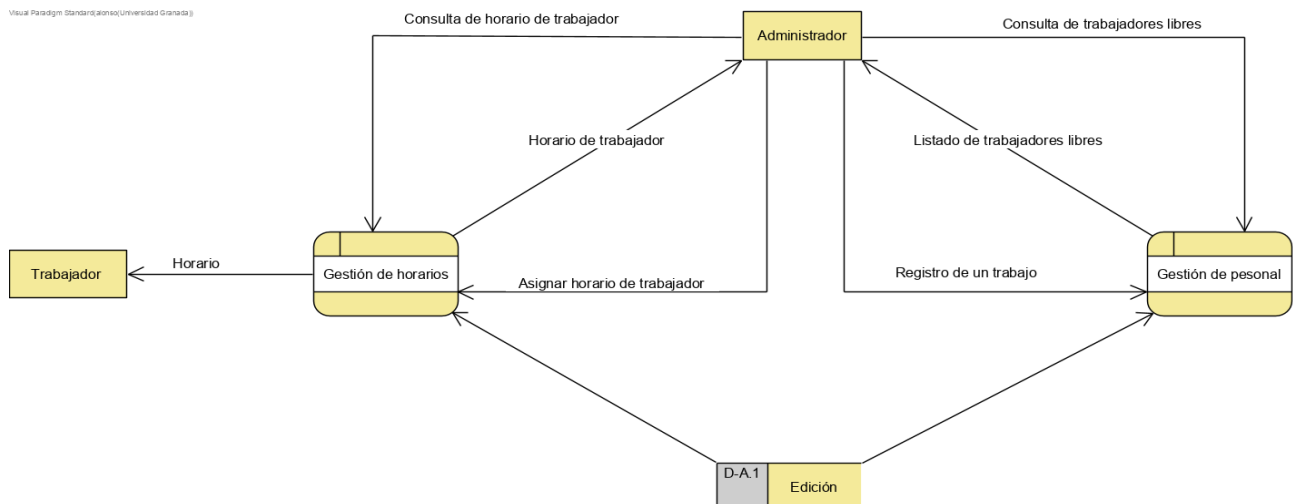 Visual Paradigm Standard(alonso(Universidad Granada))
Consulta de horario de trabajador
Administrador
Consulta de trabajadores libres
Horario de trabajador
Listado de trabajadores libres
Trabajador
Horario
Gestión de horarios
Asignar horario de trabajador
Registro de un trabajo
Gestión de pesonal
D-A.1
Edición